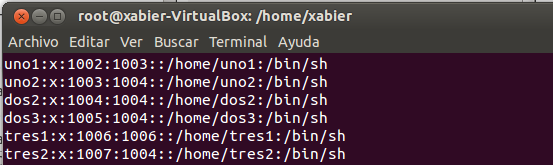 root@xabier-VirtualBox: /home/xabier
Archivo Editar Ver Buscar Terminal Ayuda
uno1:x:1002:1003::/home/uno1:/bin/sh
uno2:x:1003:1004::/home/uno2:/bin/sh
dos2:x:1004:1004::/home/dos2:/bin/sh
dos3:x:1005:1004::/home/dos3:/bin/sh
tres1:x:1006:1006::/home/tres1:/bin/sh
tres2:x:1007:1004::/home/tres2:/bin/sh